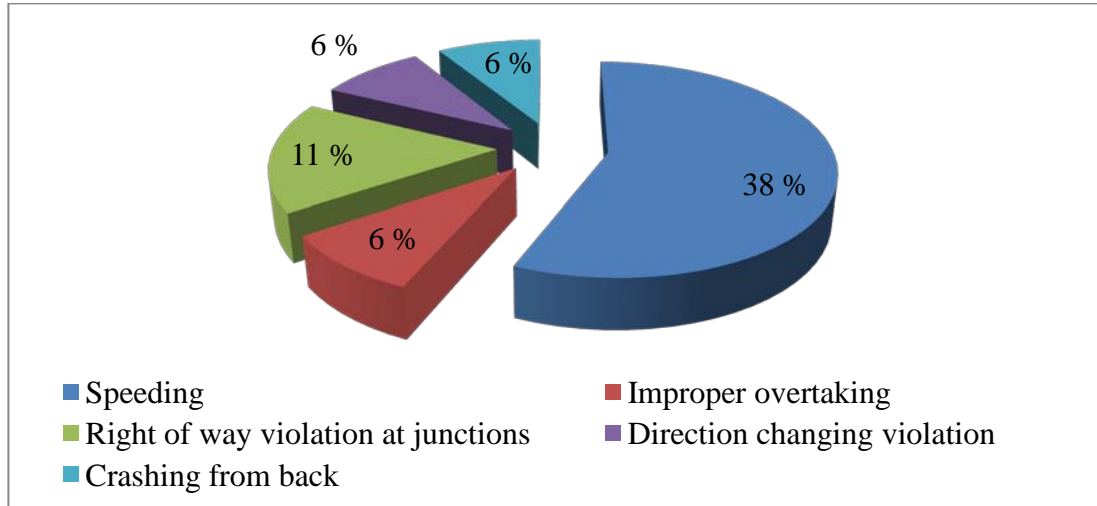 6 %
6 %
11 %
38 %
6 %
Speeding
Improper overtaking
Right of way violation at junctions
Direction changing violation
Crashing from back